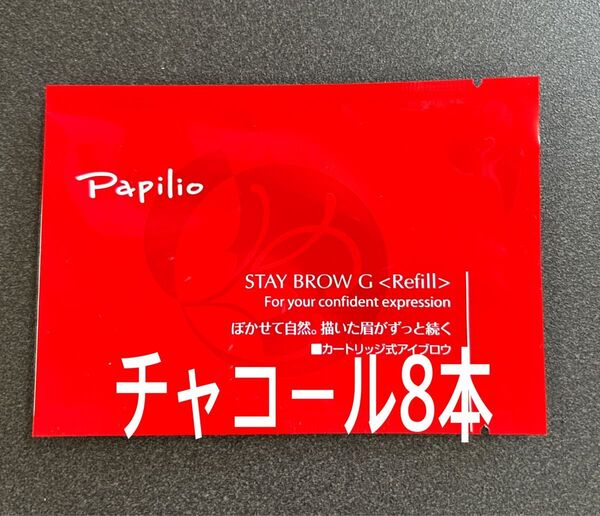 Papilio
STAY BROW G <Refill>
For your confident expression
ぼかせて自然。描いた眉がずっと続く
■カートリッジ式アイブロウ
チャコール8本